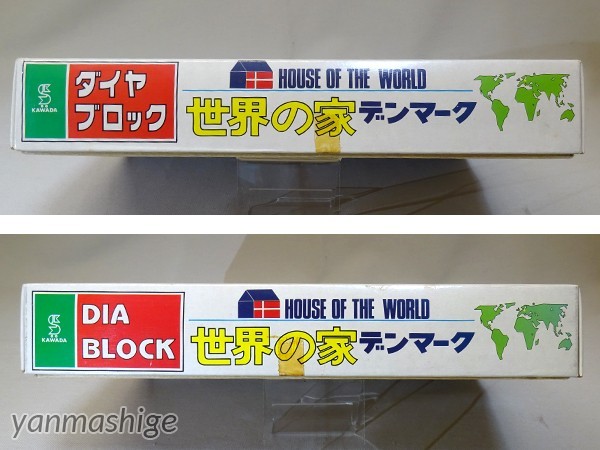 ダイヤ
ブロック
KAWADA
HOUSE OF THE WORLD
世界の家 デンマーク
DIA
BLOCK
KAWADA
HOUSE OF THE WORLD
世界の家 デンマーク
yanmashige